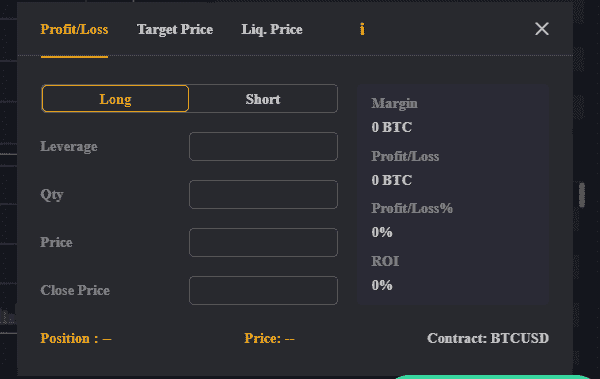 Profit/Loss Target Price Liq. Price i
Long Short
Margin
0 BTC
Leverage
Profit/Loss
0 BTC
Qty
Profit/Loss%
0%
Price
ROI
0%
Close Price
Position : -- Price: -- Contract: BTCUSD